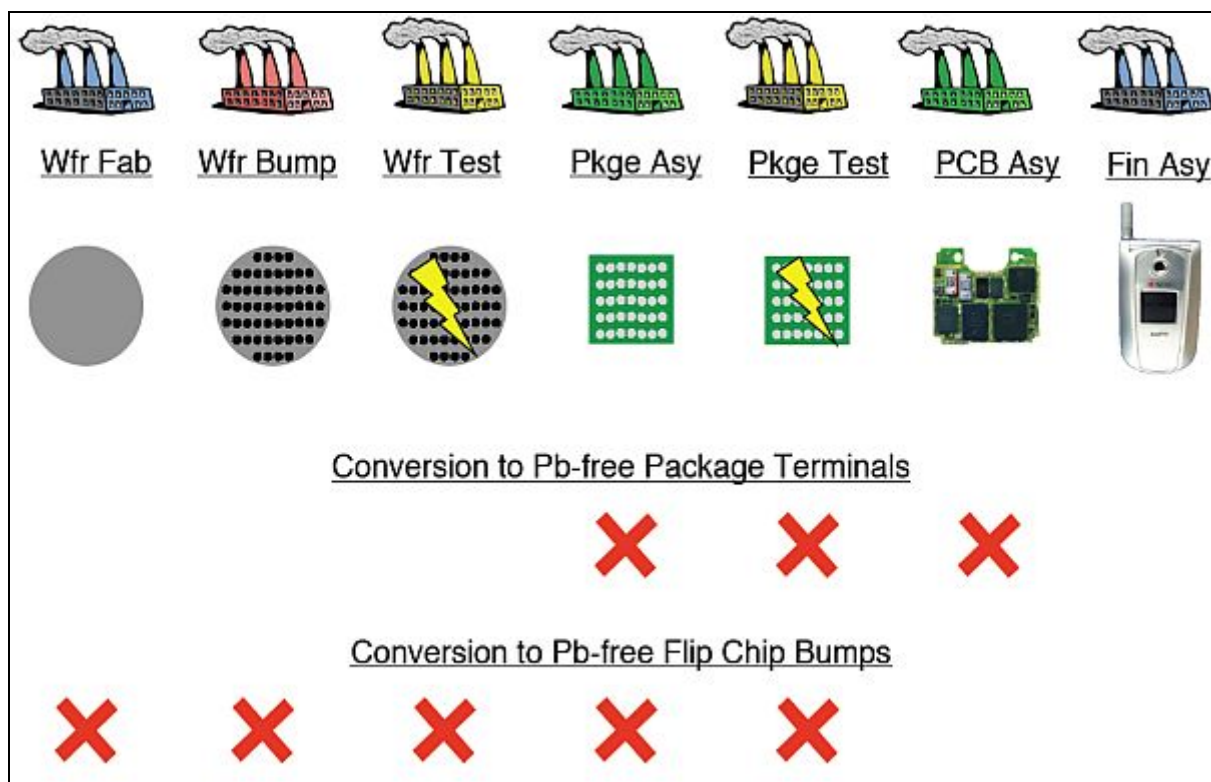 Wfr Fab Wfr Bump Wfr Test Pkge Asy Pkge Test PCB Asy Fin Asy
Conversion to Pb-free Package Terminals
Conversion to Pb-free Flip Chip Bumps